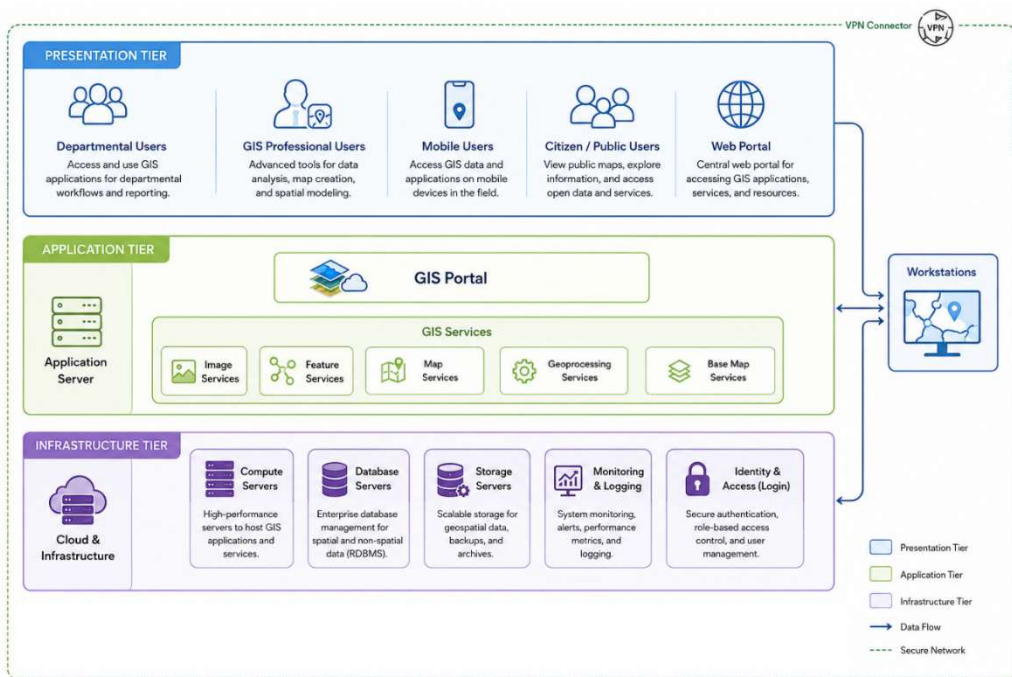 VPN Connector
VPN
PRESENTATION TIER
Departmental Users
Access and use GIS
applications for departmental
workflows and reporting.
GIS Professional Users
Advanced tools for data
analysis, map creation,
and spatial modeling.
Mobile Users
Access GIS data and
applications on mobile
devices in the field.
Citizen / Public Users
View public maps, explore
information, and access
open data and services.
Web Portal
Central web portal for
accessing GIS applications,
services, and resources.
APPLICATION TIER
Application
Server
GIS Portal
GIS Services
Image
Services
Feature
Services
Map
Services
Geoprocessing
Services
Base Map
Services
Workstations
INFRASTRUCTURE TIER
Cloud &
Infrastructure
Compute
Servers
High-performance
servers to host GIS
applications and
services.
Database
Servers
Enterprise database
management for
spatial and non-spatial
data (RDBMS).
Storage
Servers
Scalable storage for
geospatial data,
backups, and
archives.
Monitoring
& Logging
System monitoring,
alerts, performance
metrics, and
logging.
Identity &
Access (Login)
Secure authentication,
role-based access
control, and user
management.
Presentation Tier
Application Tier
Infrastructure Tier
Data Flow
Secure Network